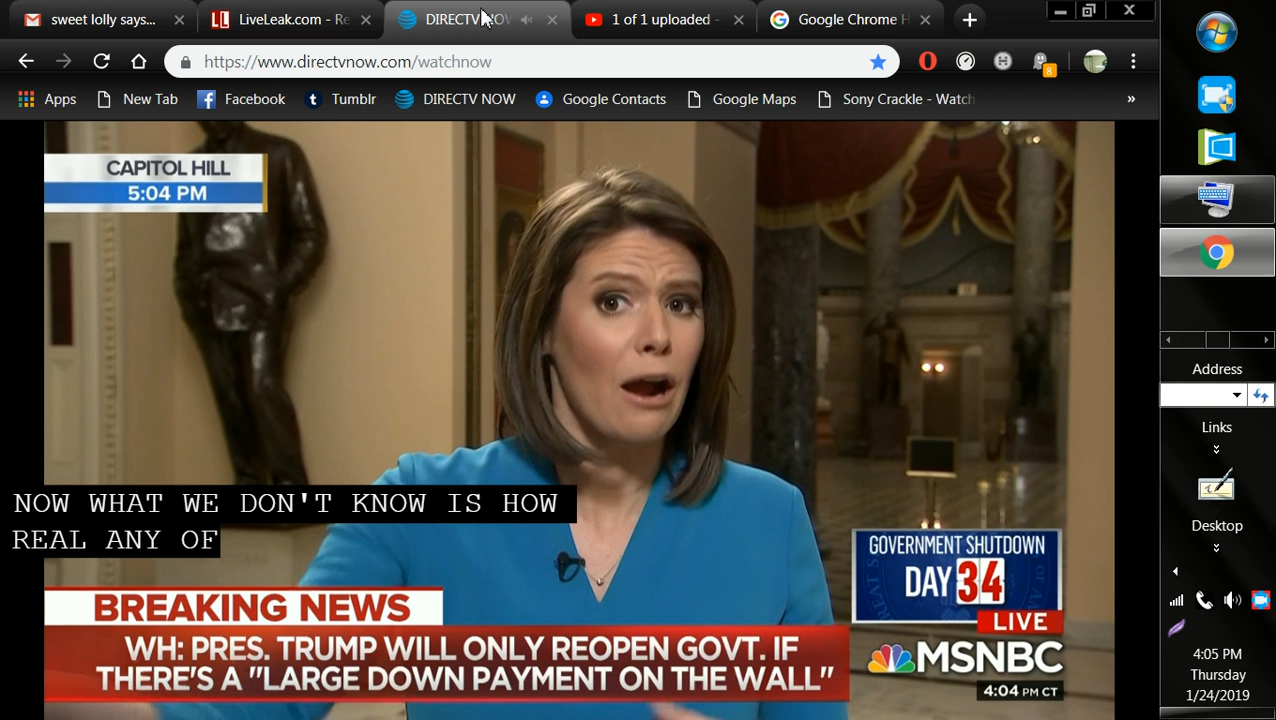 sweet lolly says...
LiveLeak.com - Re
DIRECTV NOW
1 of 1 uploaded -
Google Chrome H
https://www.directvnow.com/watchnow
8
Apps
New Tab
Facebook
Tumblr
DIRECTV NOW
Google Contacts
Google Maps
Sony Crackle - Watch
»
CAPITOL HILL
5:04 PM
NOW WHAT WE DON'T KNOW IS HOW
REAL ANY OF
BREAKING NEWS
WH: PRES. TRUMP WILL ONLY REOPEN GOVT. IF
THERE'S A "LARGE DOWN PAYMENT ON THE WALL"
GOVERNMENT SHUTDOWN
DAY 34
LIVE
MSNBC
4:04 PM CT
Address
Links
Desktop
4:05 PM
Thursday
1/24/2019